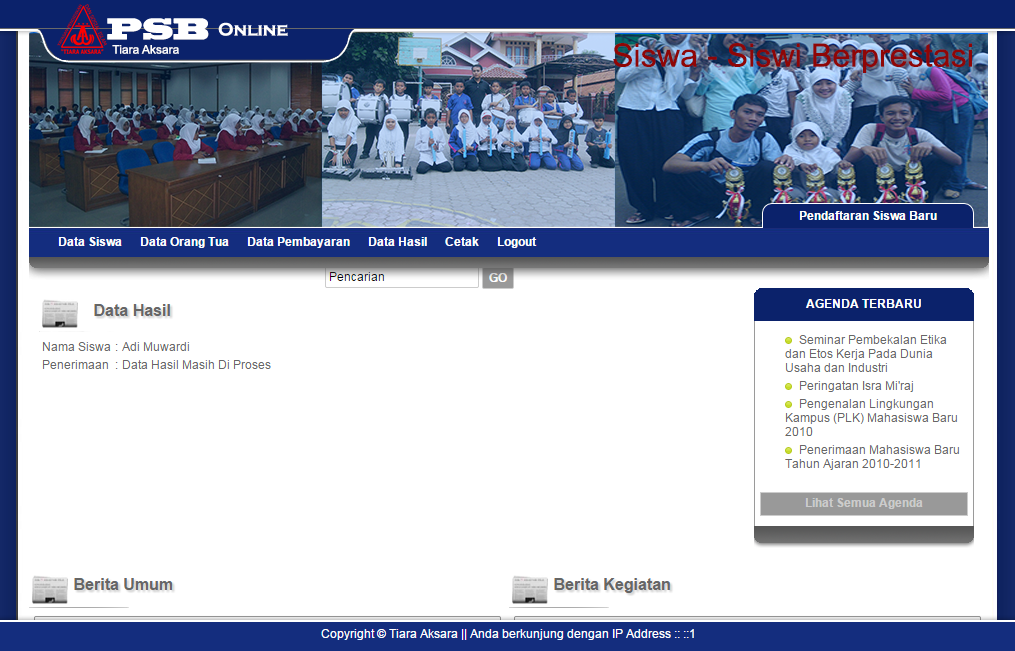 PSB ONLINE
"TIARA AKSARA"
Tiara Aksara
Siswa - Siswi Berprestasi
Pendaftaran Siswa Baru
Data Siswa Data Orang Tua Data Pembayaran Data Hasil Cetak Logout
Pencarian GO
Data Hasil
Nama Siswa : Adi Muwardi
Penerimaan : Data Hasil Masih Di Proses
AGENDA TERBARU
Seminar Pembekalan Etika
dan Etos Kerja Pada Dunia
Usaha dan Industri
Peringatan Isra Mi'raj
Pengenalan Lingkungan
Kampus (PLK) Mahasiswa Baru
2010
Penerimaan Mahasiswa Baru
Tahun Ajaran 2010-2011
Lihat Semua Agenda
Berita Umum
Berita Kegiatan
Copyright © Tiara Aksara || Anda berkunjung dengan IP Address :: ::1